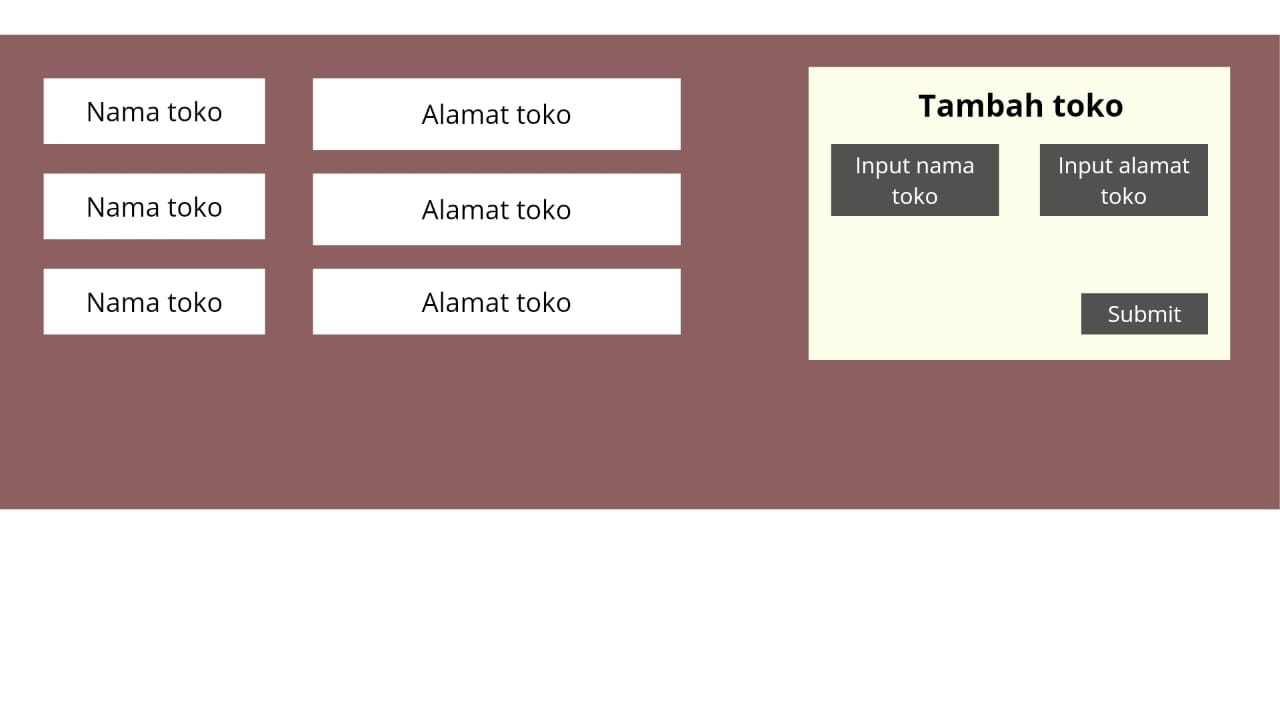 Nama toko
Alamat toko
Nama toko
Alamat toko
Nama toko
Alamat toko
Tambah toko
Input nama
toko
Input alamat
toko
Submit